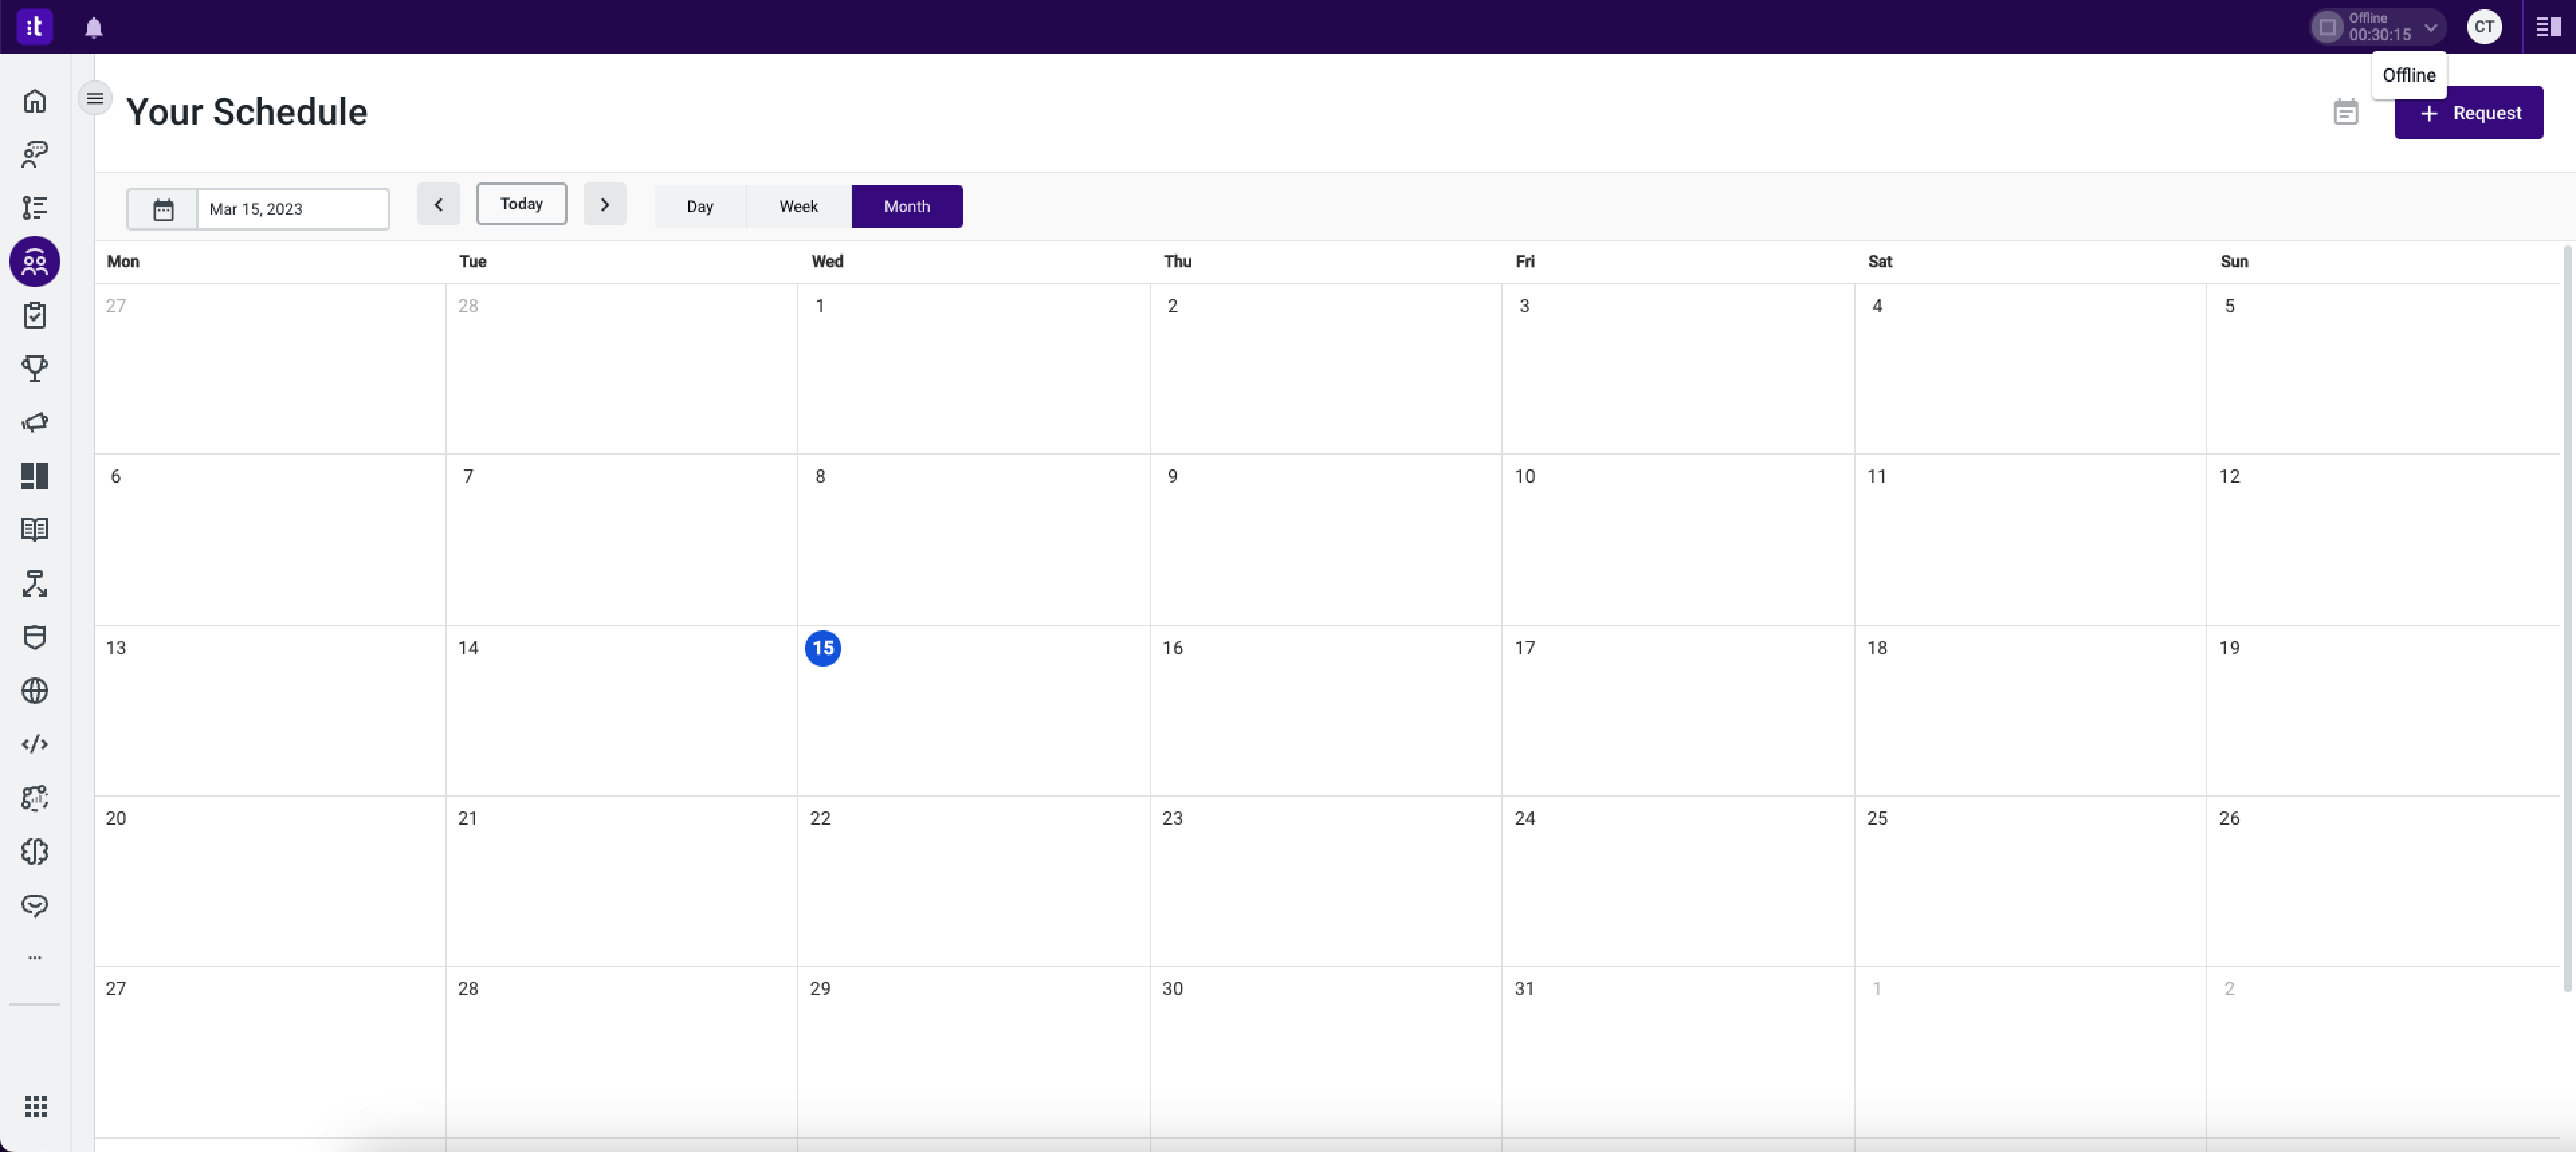 :t
Offline
00:30:15
CT
Offline
Your Schedule
+ Request
Mar 15, 2023
Today
Day Week Month
Mon Tue Wed Thu Fri Sat Sun
27 28 1 2 3 4 5
6 7 8 9 10 11 12
13 14 15 16 17 18 19
20 21 22 23 24 25 26
27 28 29 30 31 1 2